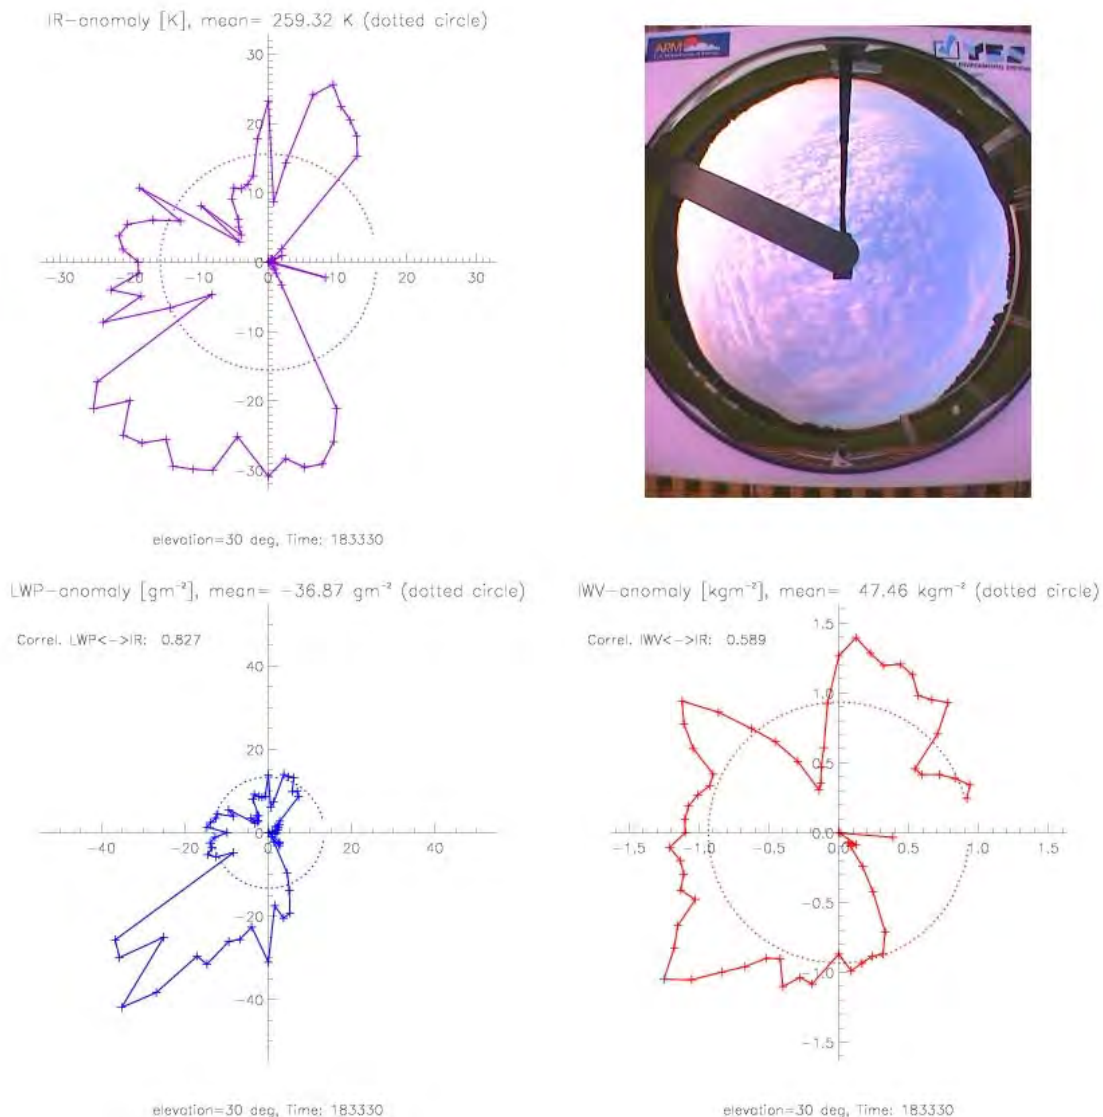 IR-anomaly [K], mean= 259.32 K (dotted circle)
30
20
10
0
-30 -20 -10 0 10 20 30
-10
-20
-30
elevation=30 deg, Time: 183330
ARM
YES
LWP-anomaly [gm⁻²], mean= -36.87 gm⁻² (dotted circle)
Correl. LWP<->IR: 0.827
40
20
0
-40 -20 0 20 40
-20
-40
elevation=30 deg, Time: 183330
IWV-anomaly [kgm⁻²], mean= 47.46 kgm⁻² (dotted circle)
Correl. IWV<->IR: 0.589
1.5
1.0
0.5
0.0
-1.5 -1.0 -0.5 0.0 0.5 1.0 1.5
-0.5
-1.0
-1.5
elevation=30 deg, Time: 183330